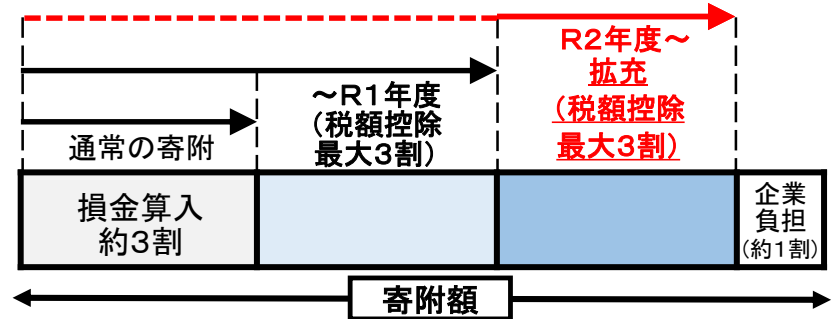 通常の寄附
～R1年度
(税額控除
最大3割)
R2年度～
拡充
(税額控除
最大3割)
損金算入
約3割
企業
負担
(約1割)
寄附額